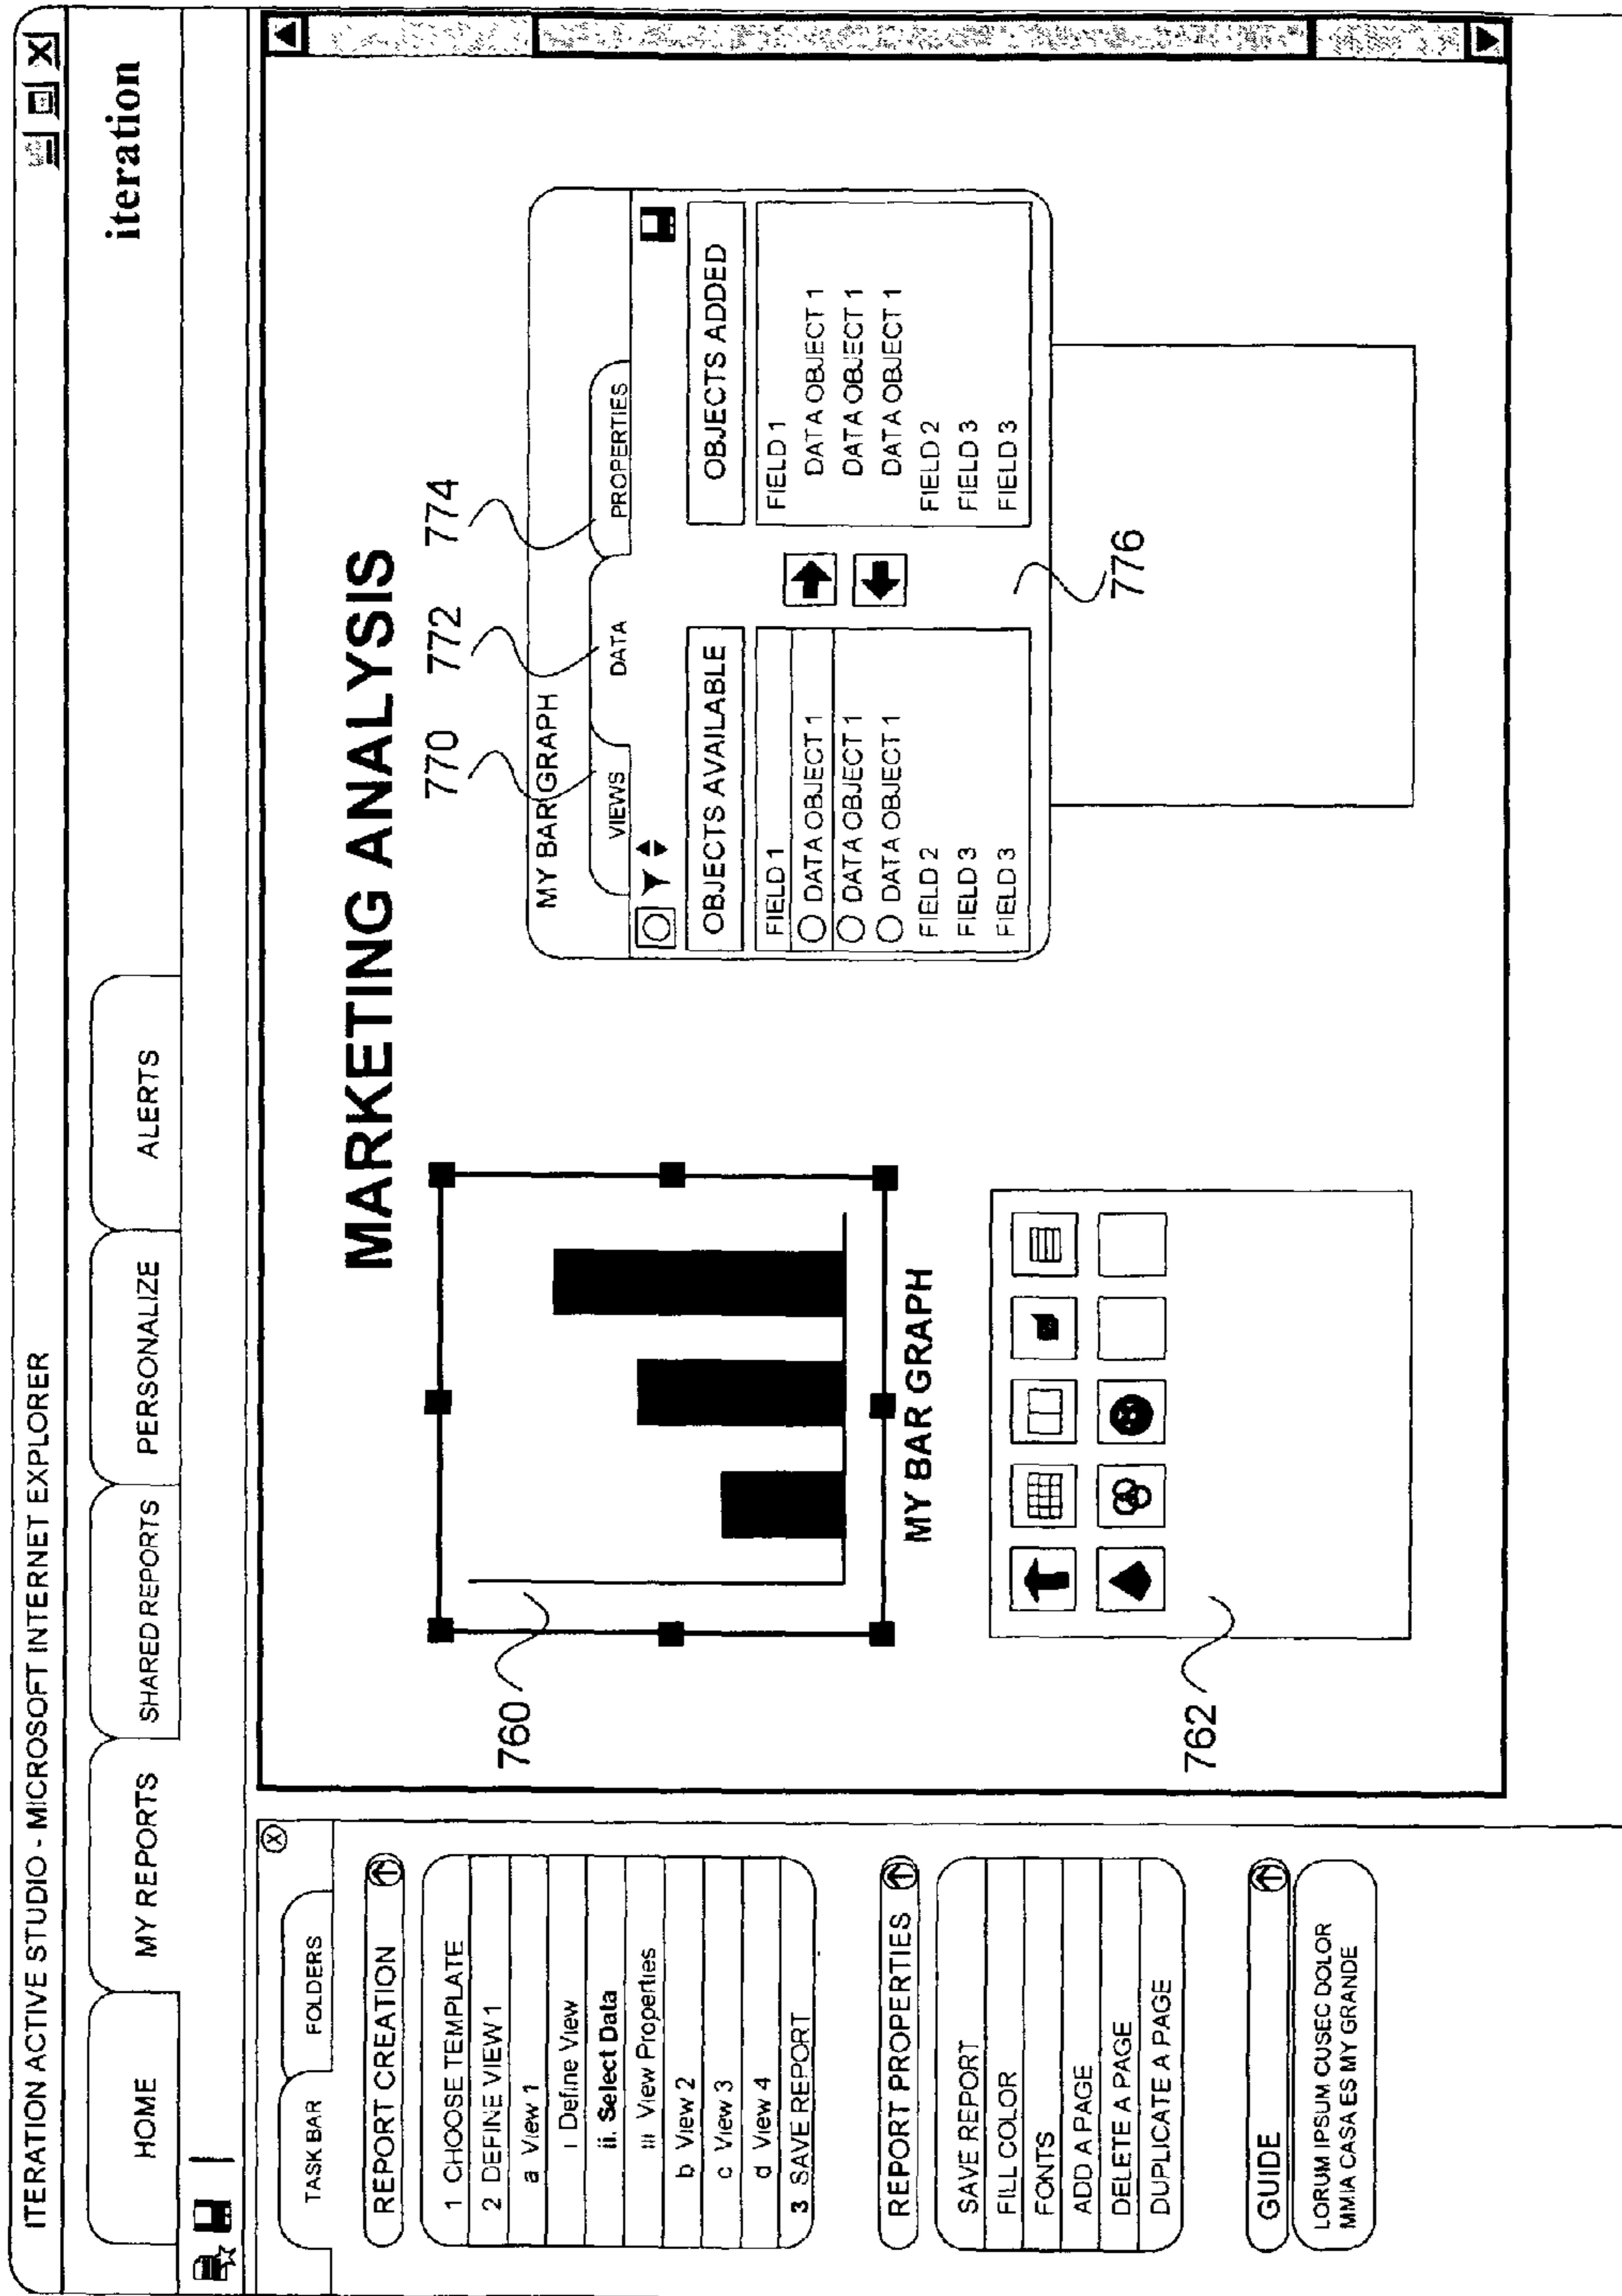 ITERATION ACTIVE STUDIO - MICROSOFT INTERNET EXPLORER
X
HOME
MY REPORTS
SHARED REPORTS
PERSONALIZE
ALERTS
iteration
TASK BAR
FOLDERS
X
REPORT CREATION
1 CHOOSE TEMPLATE
2 DEFINE VIEW 1
a View 1
i Define View
ii. Select Data
iii View Properties
b View 2
c View 3
d View 4
3 SAVE REPORT
REPORT PROPERTIES
SAVE REPORT
FILL COLOR
FONTS
ADD A PAGE
DELETE A PAGE
DUPLICATE A PAGE
GUIDE
LORUM IPSUM CUSEC DOLOR
MMIA CASA ES MY GRANDE
MARKETING ANALYSIS
760
MY BAR GRAPH
762
770
772
774
MY BAR GRAPH
VIEWS
DATA
PROPERTIES
OBJECTS AVAILABLE
FIELD 1
DATA OBJECT 1
DATA OBJECT 1
DATA OBJECT 1
FIELD 2
FIELD 3
FIELD 3
OBJECTS ADDED
FIELD 1
DATA OBJECT 1
DATA OBJECT 1
DATA OBJECT 1
FIELD 2
FIELD 3
FIELD 3
776